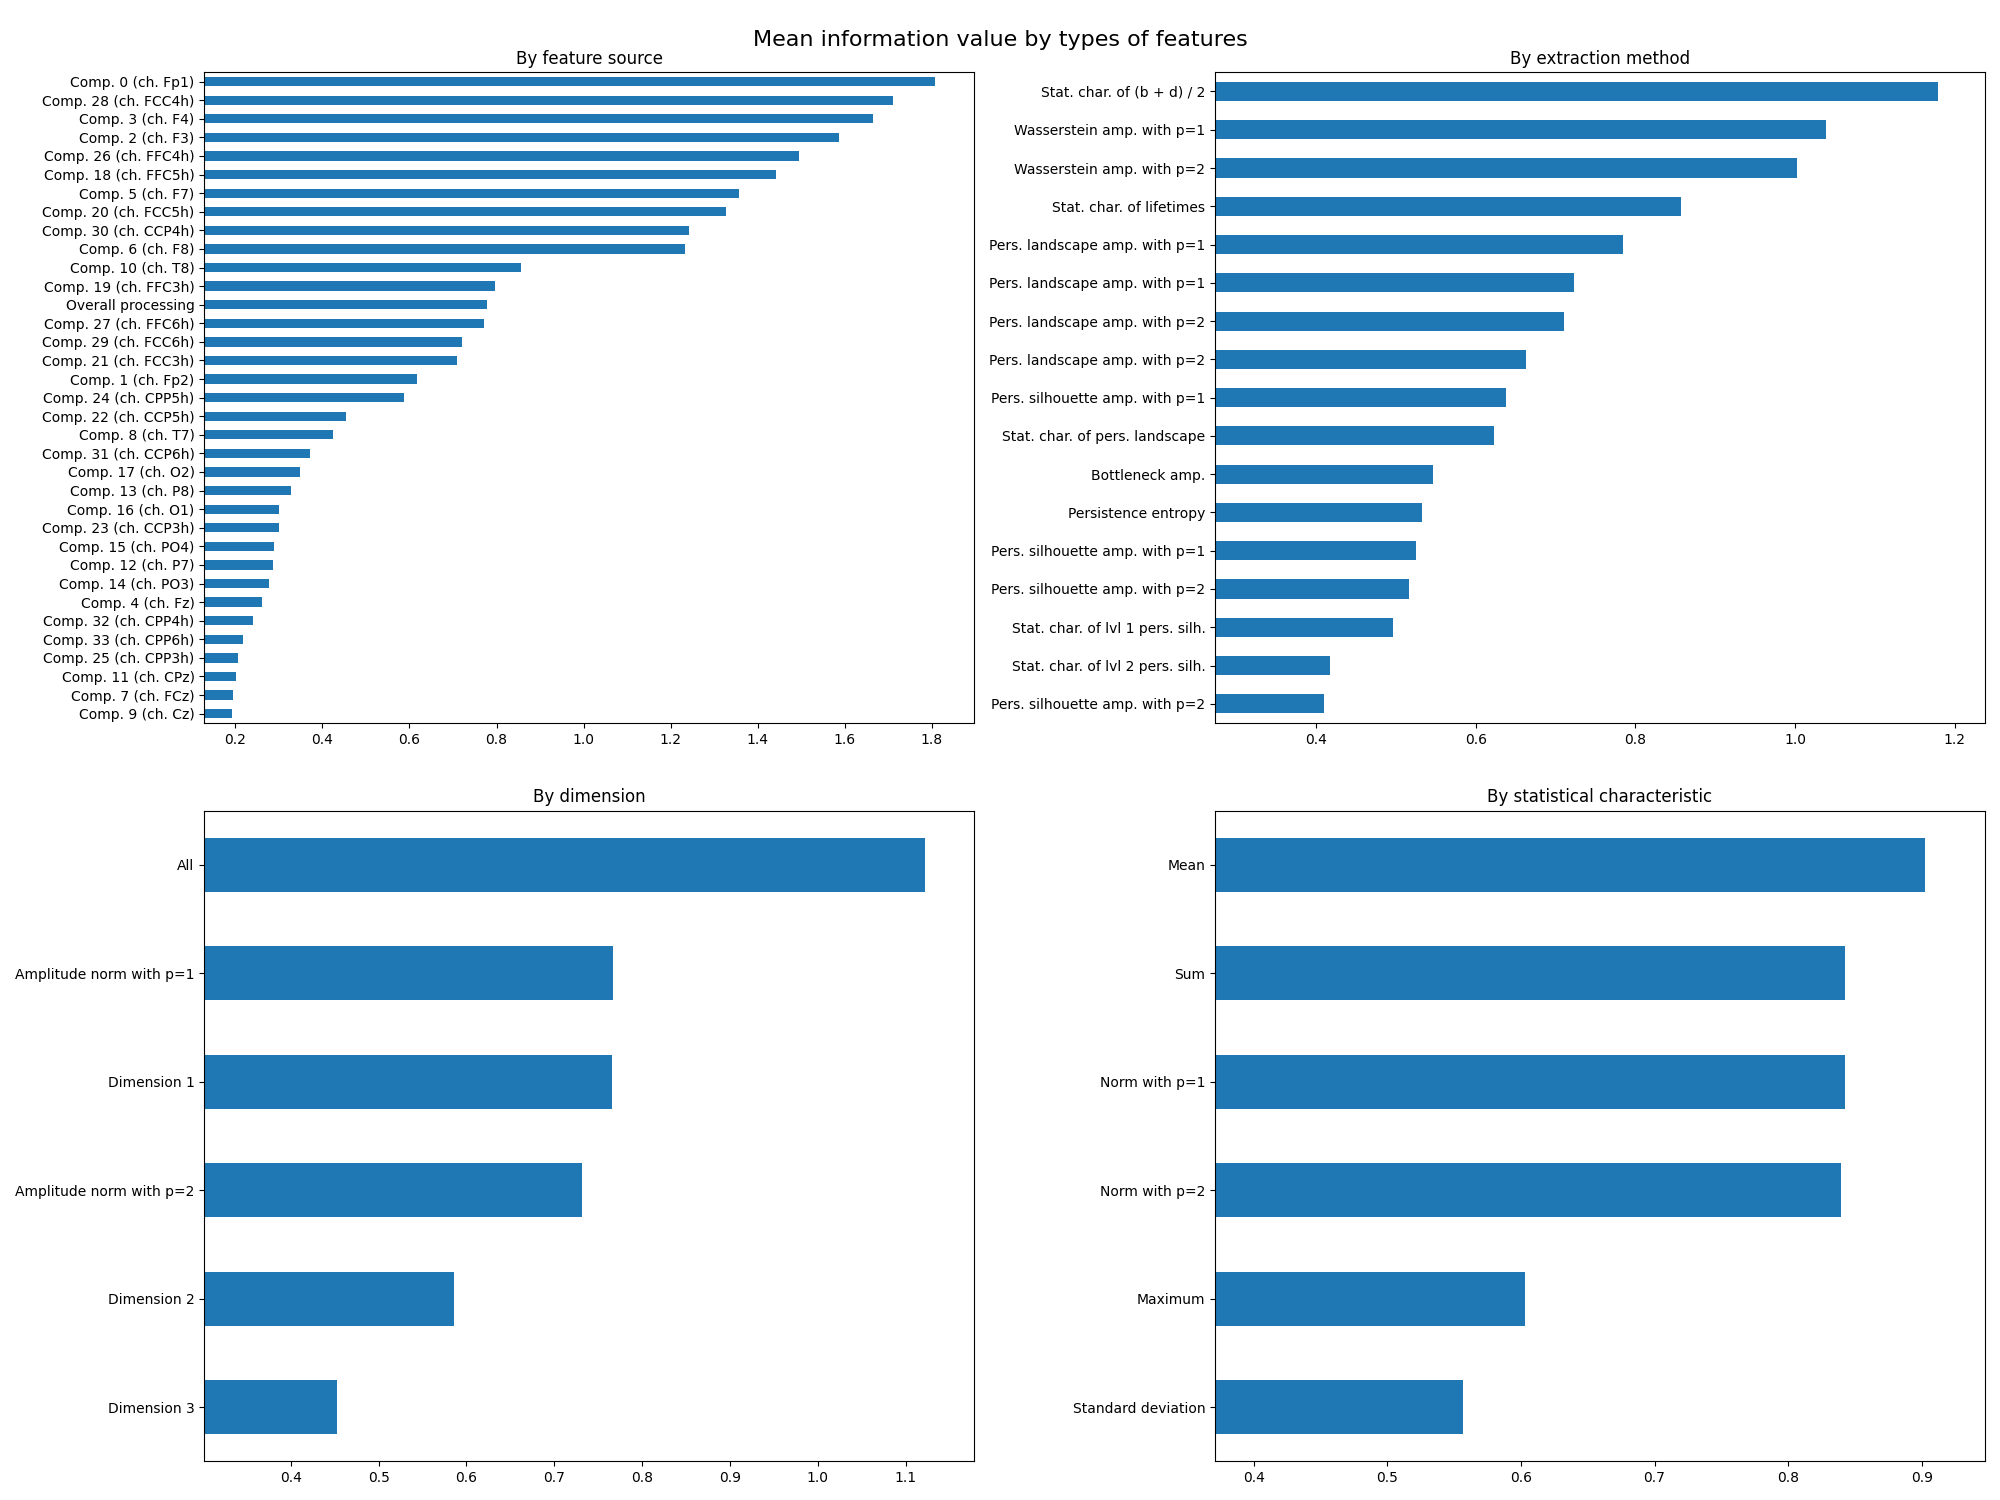 Mean information value by types of features
By feature source
Comp. 0 (ch. Fp1)
Comp. 28 (ch. FCC4h)
Comp. 3 (ch. F4)
Comp. 2 (ch. F3)
Comp. 26 (ch. FFC4h)
Comp. 18 (ch. FFC5h)
Comp. 5 (ch. F7)
Comp. 20 (ch. FCC5h)
Comp. 30 (ch. CCP4h)
Comp. 6 (ch. F8)
Comp. 10 (ch. T8)
Comp. 19 (ch. FFC3h)
Overall processing
Comp. 27 (ch. FFC6h)
Comp. 29 (ch. FCC6h)
Comp. 21 (ch. FCC3h)
Comp. 1 (ch. Fp2)
Comp. 24 (ch. CPP5h)
Comp. 22 (ch. CCP5h)
Comp. 8 (ch. T7)
Comp. 31 (ch. CCP6h)
Comp. 17 (ch. O2)
Comp. 13 (ch. P8)
Comp. 16 (ch. O1)
Comp. 23 (ch. CCP3h)
Comp. 15 (ch. PO4)
Comp. 12 (ch. P7)
Comp. 14 (ch. PO3)
Comp. 4 (ch. Fz)
Comp. 32 (ch. CPP4h)
Comp. 33 (ch. CPP6h)
Comp. 25 (ch. CPP3h)
Comp. 11 (ch. CPz)
Comp. 7 (ch. FCz)
Comp. 9 (ch. Cz)
0.2 0.4 0.6 0.8 1.0 1.2 1.4 1.6 1.8
By extraction method
Stat. char. of (b + d) / 2
Wasserstein amp. with p=1
Wasserstein amp. with p=2
Stat. char. of lifetimes
Pers. landscape amp. with p=1
Pers. landscape amp. with p=1
Pers. landscape amp. with p=2
Pers. landscape amp. with p=2
Pers. silhouette amp. with p=1
Stat. char. of pers. landscape
Bottleneck amp.
Persistence entropy
Pers. silhouette amp. with p=1
Pers. silhouette amp. with p=2
Stat. char. of lvl 1 pers. silh.
Stat. char. of lvl 2 pers. silh.
Pers. silhouette amp. with p=2
0.4 0.6 0.8 1.0 1.2
By dimension
All
Amplitude norm with p=1
Dimension 1
Amplitude norm with p=2
Dimension 2
Dimension 3
0.4 0.5 0.6 0.7 0.8 0.9 1.0 1.1
By statistical characteristic
Mean
Sum
Norm with p=1
Norm with p=2
Maximum
Standard deviation
0.4 0.5 0.6 0.7 0.8 0.9